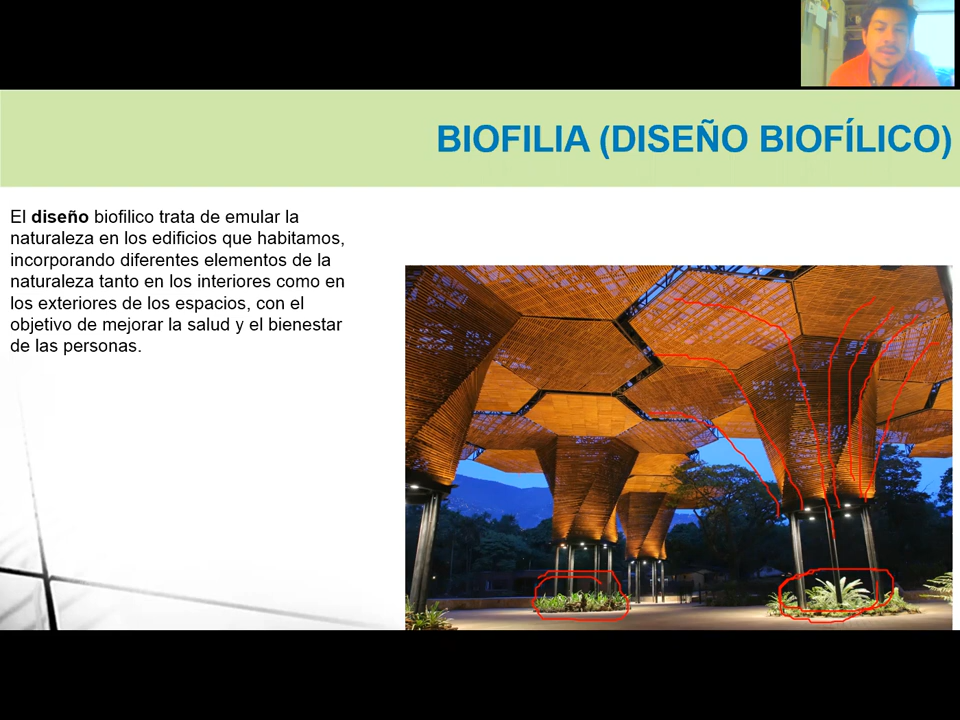 BIOFILIA (DISEÑO BIOFÍLICO)
El diseño biofilico trata de emular la
naturaleza en los edificios que habitamos,
incorporando diferentes elementos de la
naturaleza tanto en los interiores como en
los exteriores de los espacios, con el
objetivo de mejorar la salud y el bienestar
de las personas.